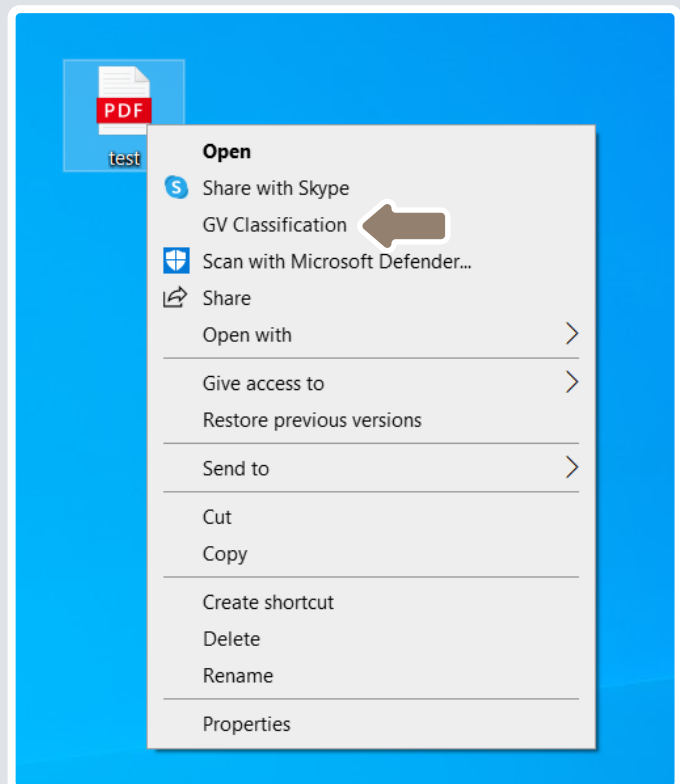 PDF
test
Open
S
Share with Skype
GV Classification
Scan with Microsoft Defender...
Share
Open with
Give access to
Restore previous versions
Send to
Cut
Copy
Create shortcut
Delete
Rename
Properties